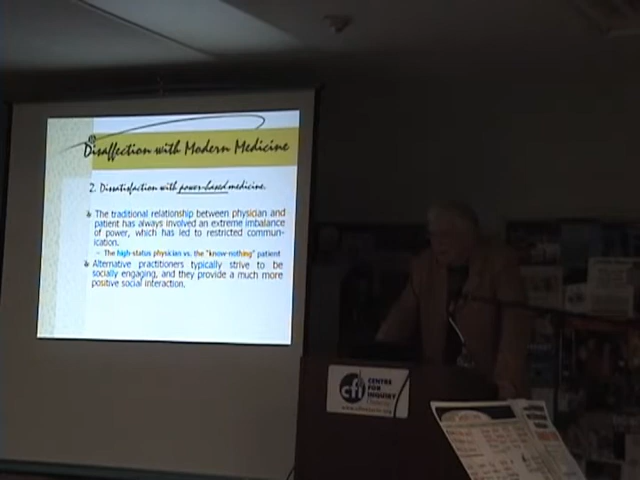 Disaffection with Modern Medicine
2. Dissatisfaction with power-based medicine.
The traditional relationship between physician and
patient has always involved an extreme imbalance
of power, which has led to restricted commun-
ication.
– The high-status physician vs. the "know-nothing" patient
Alternative practitioners typically strive to be
socially engaging, and they provide a much more
positive social interaction.
cfi
CENTRE
FOR
INQUIRY